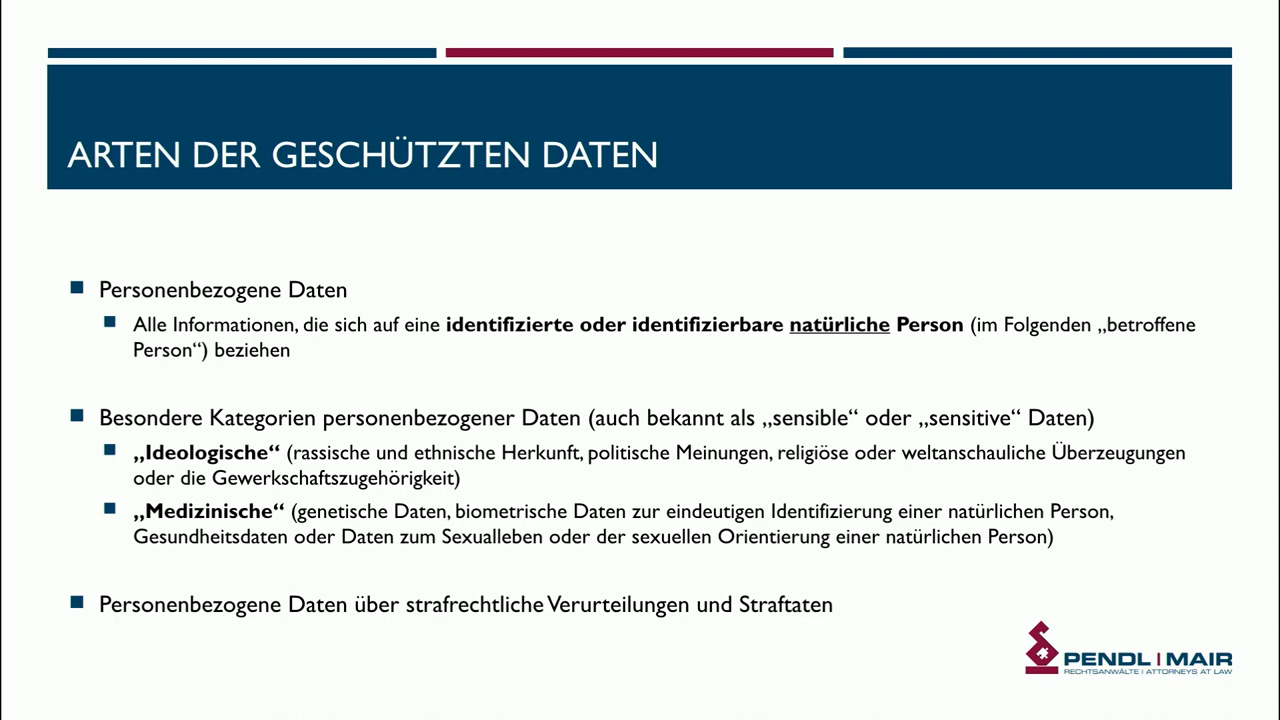 ARTEN DER GESCHÜTZTEN DATEN
Personenbezogene Daten
Alle Informationen, die sich auf eine identifizierte oder identifizierbare natürliche Person (im Folgenden „betroffene
Person“) beziehen
Besondere Kategorien personenbezogener Daten (auch bekannt als „sensible“ oder „sensitive“ Daten)
„Ideologische“ (rassische und ethnische Herkunft, politische Meinungen, religiöse oder weltanschauliche Überzeugungen
oder die Gewerkschaftszugehörigkeit)
„Medizinische“ (genetische Daten, biometrische Daten zur eindeutigen Identifizierung einer natürlichen Person,
Gesundheitsdaten oder Daten zum Sexualleben oder der sexuellen Orientierung einer natürlichen Person)
Personenbezogene Daten über strafrechtliche Verurteilungen und Straftaten
PENDL | MAIR
RECHTSANWÄLTE | ATTORNEYS AT LAW